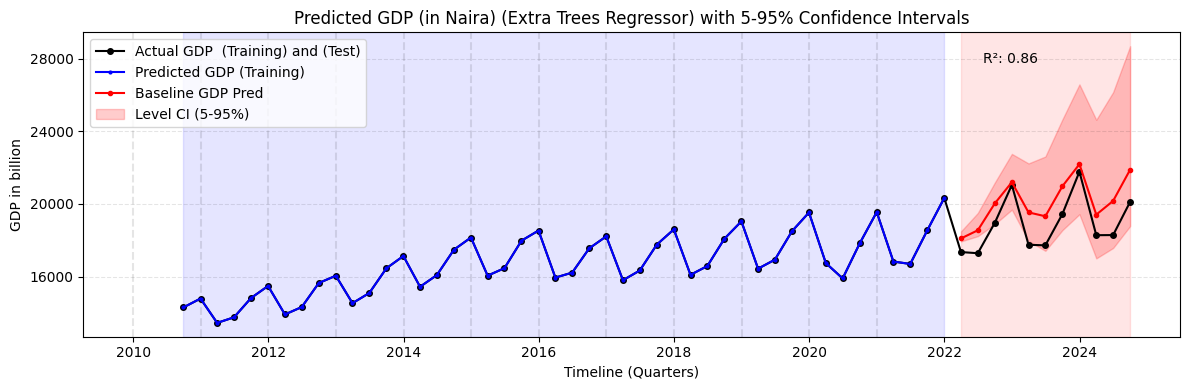 Predicted GDP (in Naira) (Extra Trees Regressor) with 5-95% Confidence Intervals
Actual GDP  (Training) and (Test)
Predicted GDP (Training)
Baseline GDP Pred
Level CI (5-95%)
R²: 0.86
GDP in billion
28000
24000
20000
16000
2010 2012 2014 2016 2018 2020 2022 2024
Timeline (Quarters)